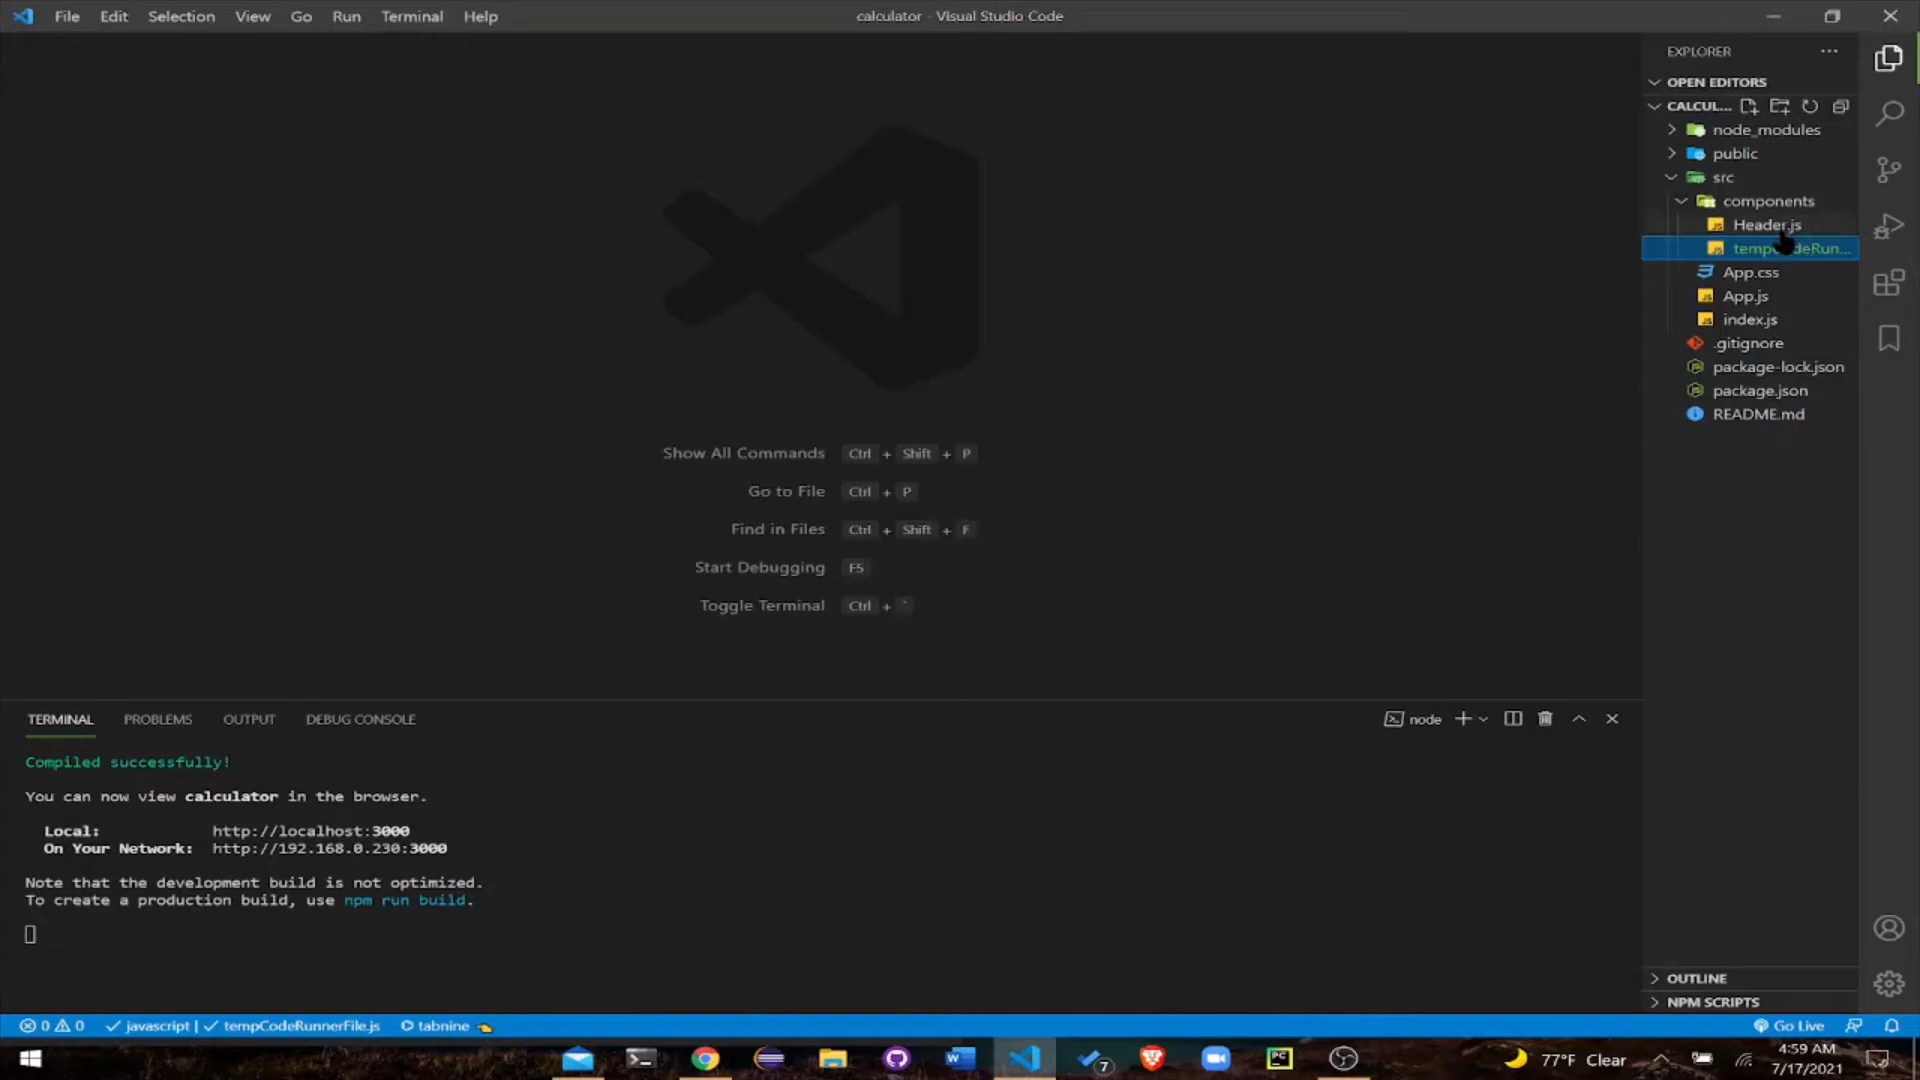 File Edit Selection View Go Run Terminal Help
calculator - Visual Studio Code
EXPLORER
OPEN EDITORS
CALCUL...
node_modules
public
src
components
Header.js
App.css
App.js
index.js
.gitignore
package-lock.json
package.json
README.md
Show All Commands Ctrl + Shift + P
Go to File Ctrl + P
Find in Files Ctrl + Shift + F
Start Debugging F5
Toggle Terminal Ctrl + `
TERMINAL PROBLEMS OUTPUT DEBUG CONSOLE
node
Compiled successfully!
You can now view calculator in the browser.
Local: http://localhost:3000
On Your Network: http://192.168.0.230:3000
Note that the development build is not optimized.
To create a production build, use npm run build.
OUTLINE
NPM SCRIPTS
0 0 javascript | tempCodeRunnerFile.js tabnine
Go Live
7
PC
77°F Clear
4:59 AM
7/17/2021